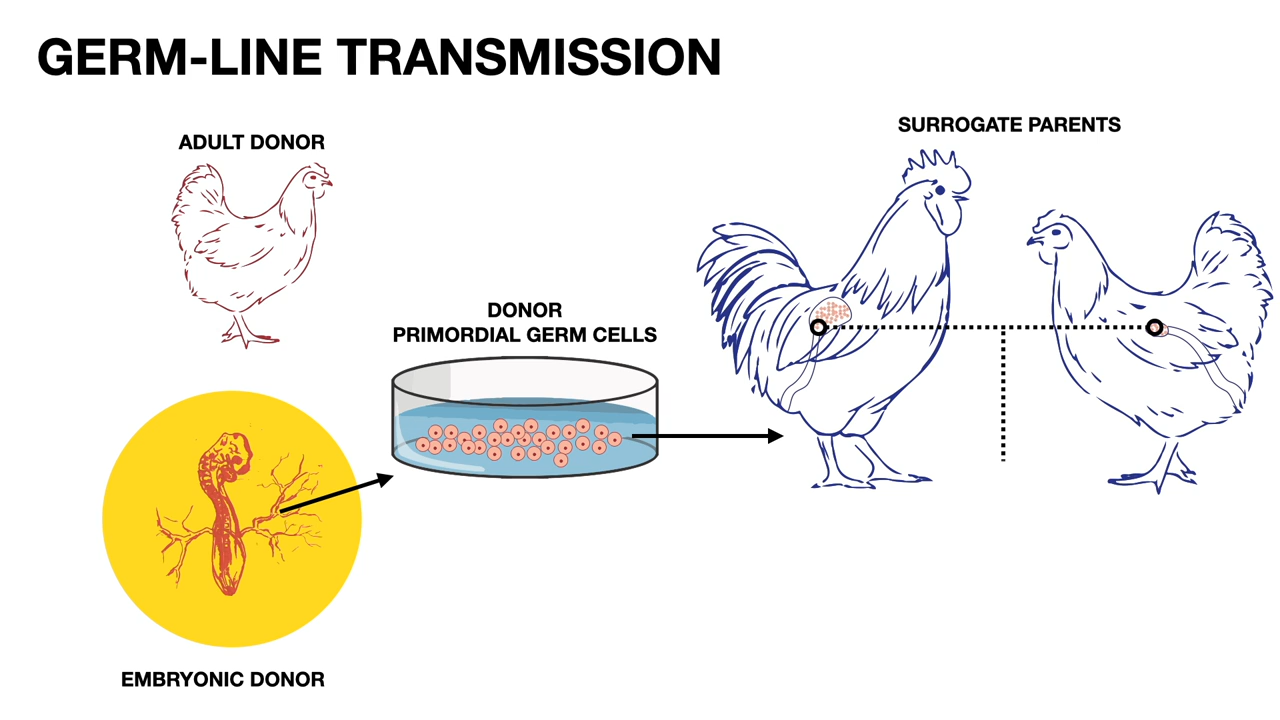 GERM-LINE TRANSMISSION
ADULT DONOR
SURROGATE PARENTS
DONOR
PRIMORDIAL GERM CELLS
EMBRYONIC DONOR